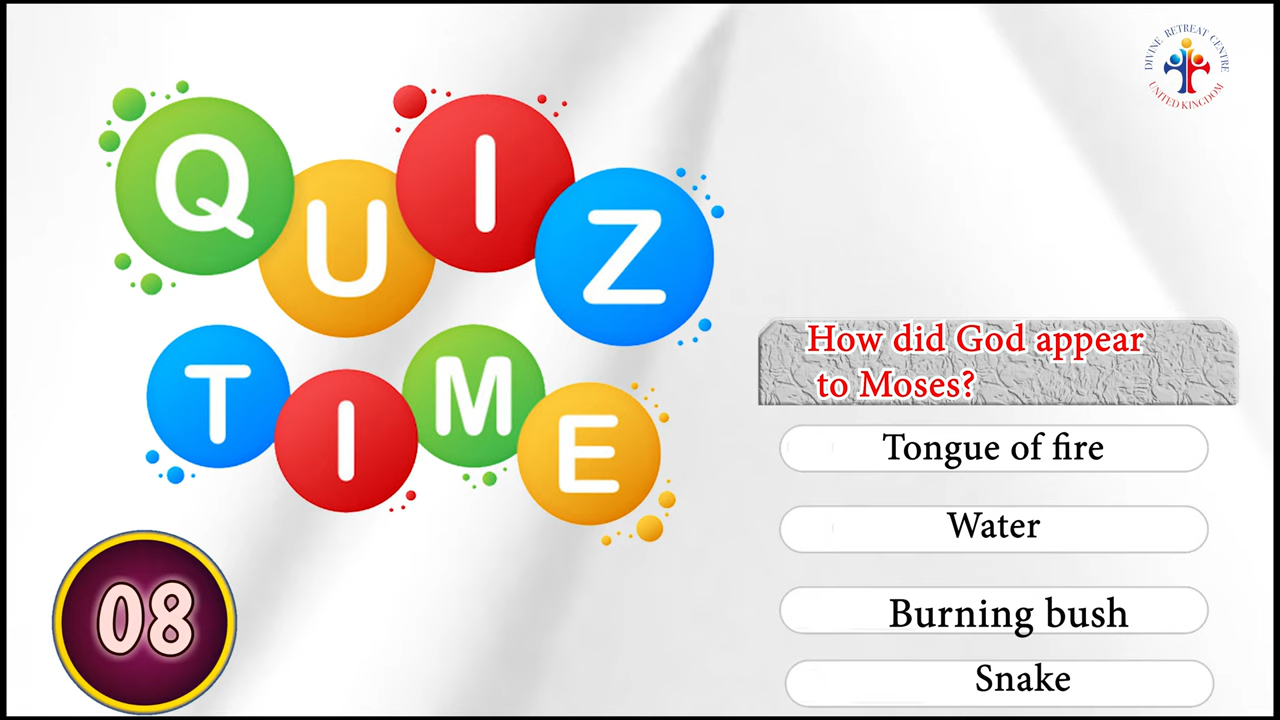 QUIZ
TIME
DIVINE RETREAT CENTRE
UNITED KINGDOM
How did God appear
to Moses?
Tongue of fire
Water
Burning bush
Snake
08